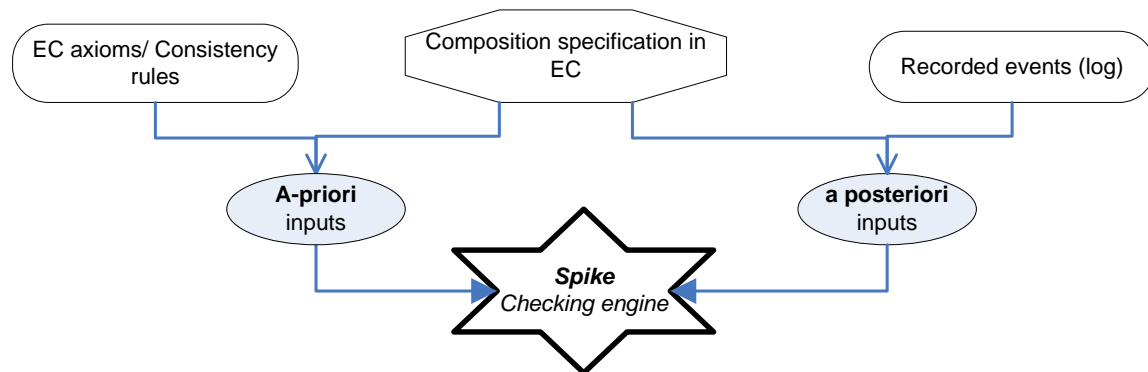 EC axioms/ Consistency
rules
Composition specification in
EC
Recorded events (log)
A-priori
inputs
a posteriori
inputs
Spike
Checking engine